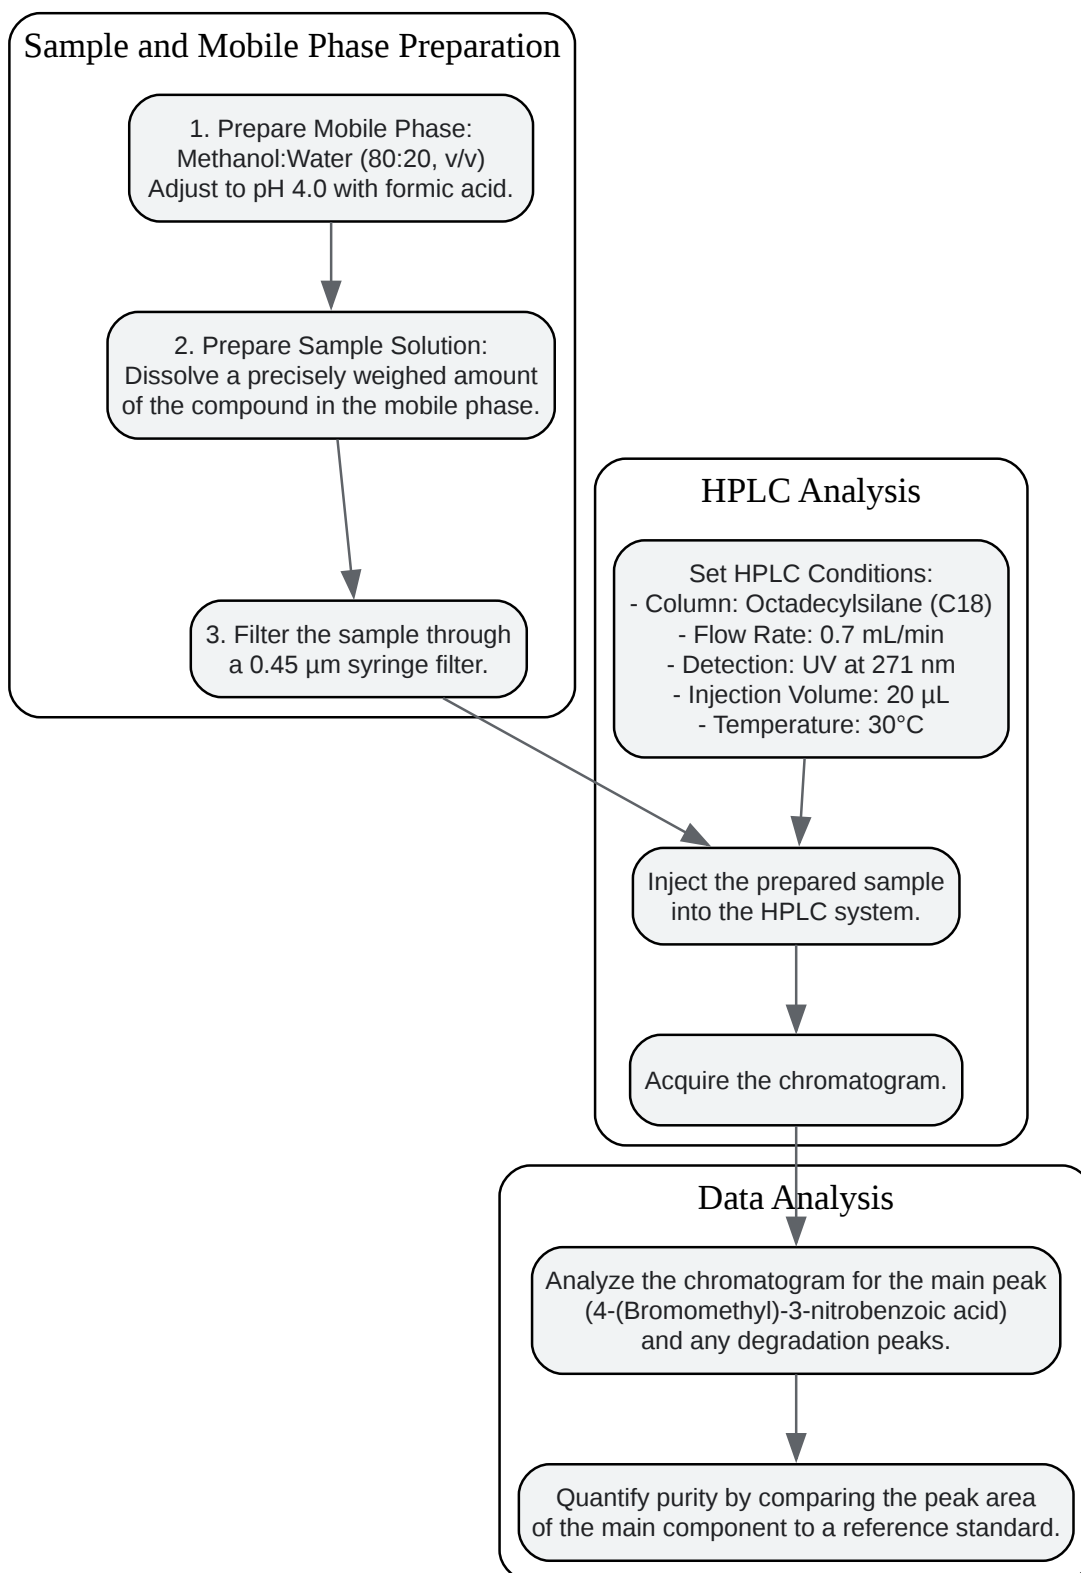 Sample and Mobile Phase Preparation
1. Prepare Mobile Phase:
Methanol:Water (80:20, v/v)
Adjust to pH 4.0 with formic acid.
2. Prepare Sample Solution:
Dissolve a precisely weighed amount
of the compound in the mobile phase.
3. Filter the sample through
a 0.45 µm syringe filter.
HPLC Analysis
Set HPLC Conditions:
- Column: Octadecylsilane (C18)
- Flow Rate: 0.7 mL/min
- Detection: UV at 271 nm
- Injection Volume: 20 µL
- Temperature: 30°C
Inject the prepared sample
into the HPLC system.
Acquire the chromatogram.
Data Analysis
Analyze the chromatogram for the main peak
(4-(Bromomethyl)-3-nitrobenzoic acid)
and any degradation peaks.
Quantify purity by comparing the peak area
of the main component to a reference standard.